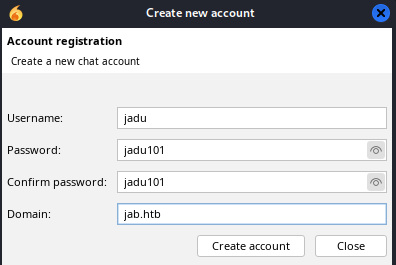 Create new account
Account registration
Create a new chat account
Username: jadu
Password: jadu101
Confirm password: jadu101
Domain: jab.htb
Create account Close